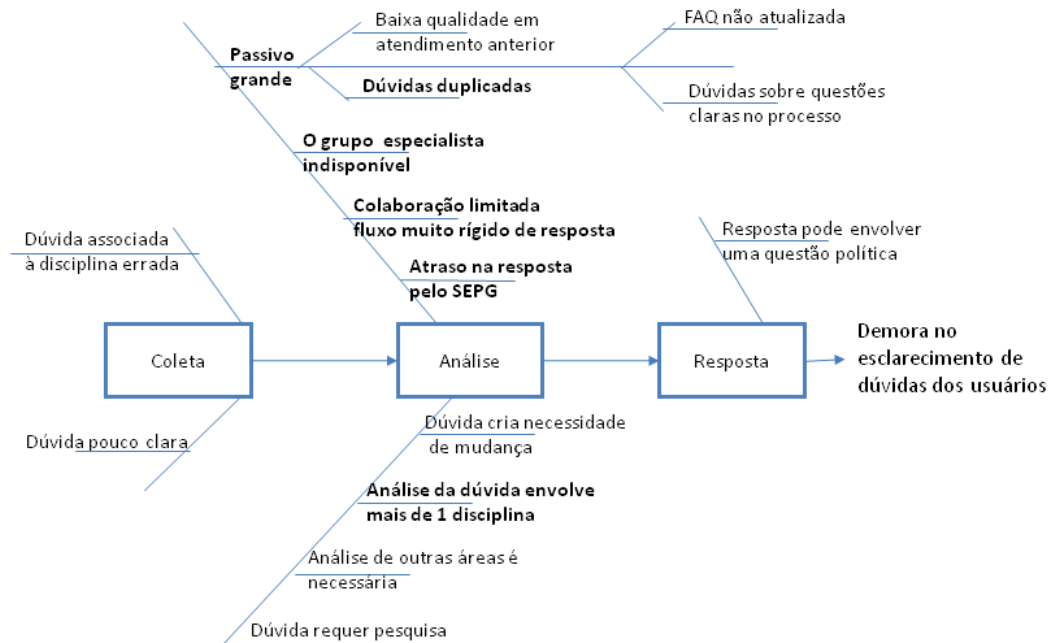 Baixa qualidade em
atendimento anterior
FAQ não atualizada
Passivo
grande
Dúvidas duplicadas
Dúvidas sobre questões
claras no processo
O grupo especialista
indisponível
Colaboração limitada
fluxo muito rígido de resposta
Dúvida associada
à disciplina errada
Resposta pode envolver
uma questão política
Atraso na resposta
pelo SEPG
Coleta
Análise
Resposta
Demora no
esclarecimento de
dúvidas dos usuários
Dúvida pouco clara
Dúvida cria necessidade
de mudança
Análise da dúvida envolve
mais de 1 disciplina
Análise de outras áreas é
necessária
Dúvida requer pesquisa